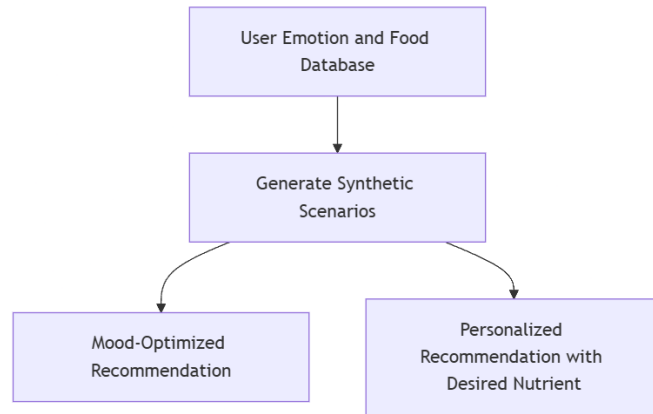 User Emotion and Food
Database
Generate Synthetic
Scenarios
Mood-Optimized
Recommendation
Personalized
Recommendation with
Desired Nutrient